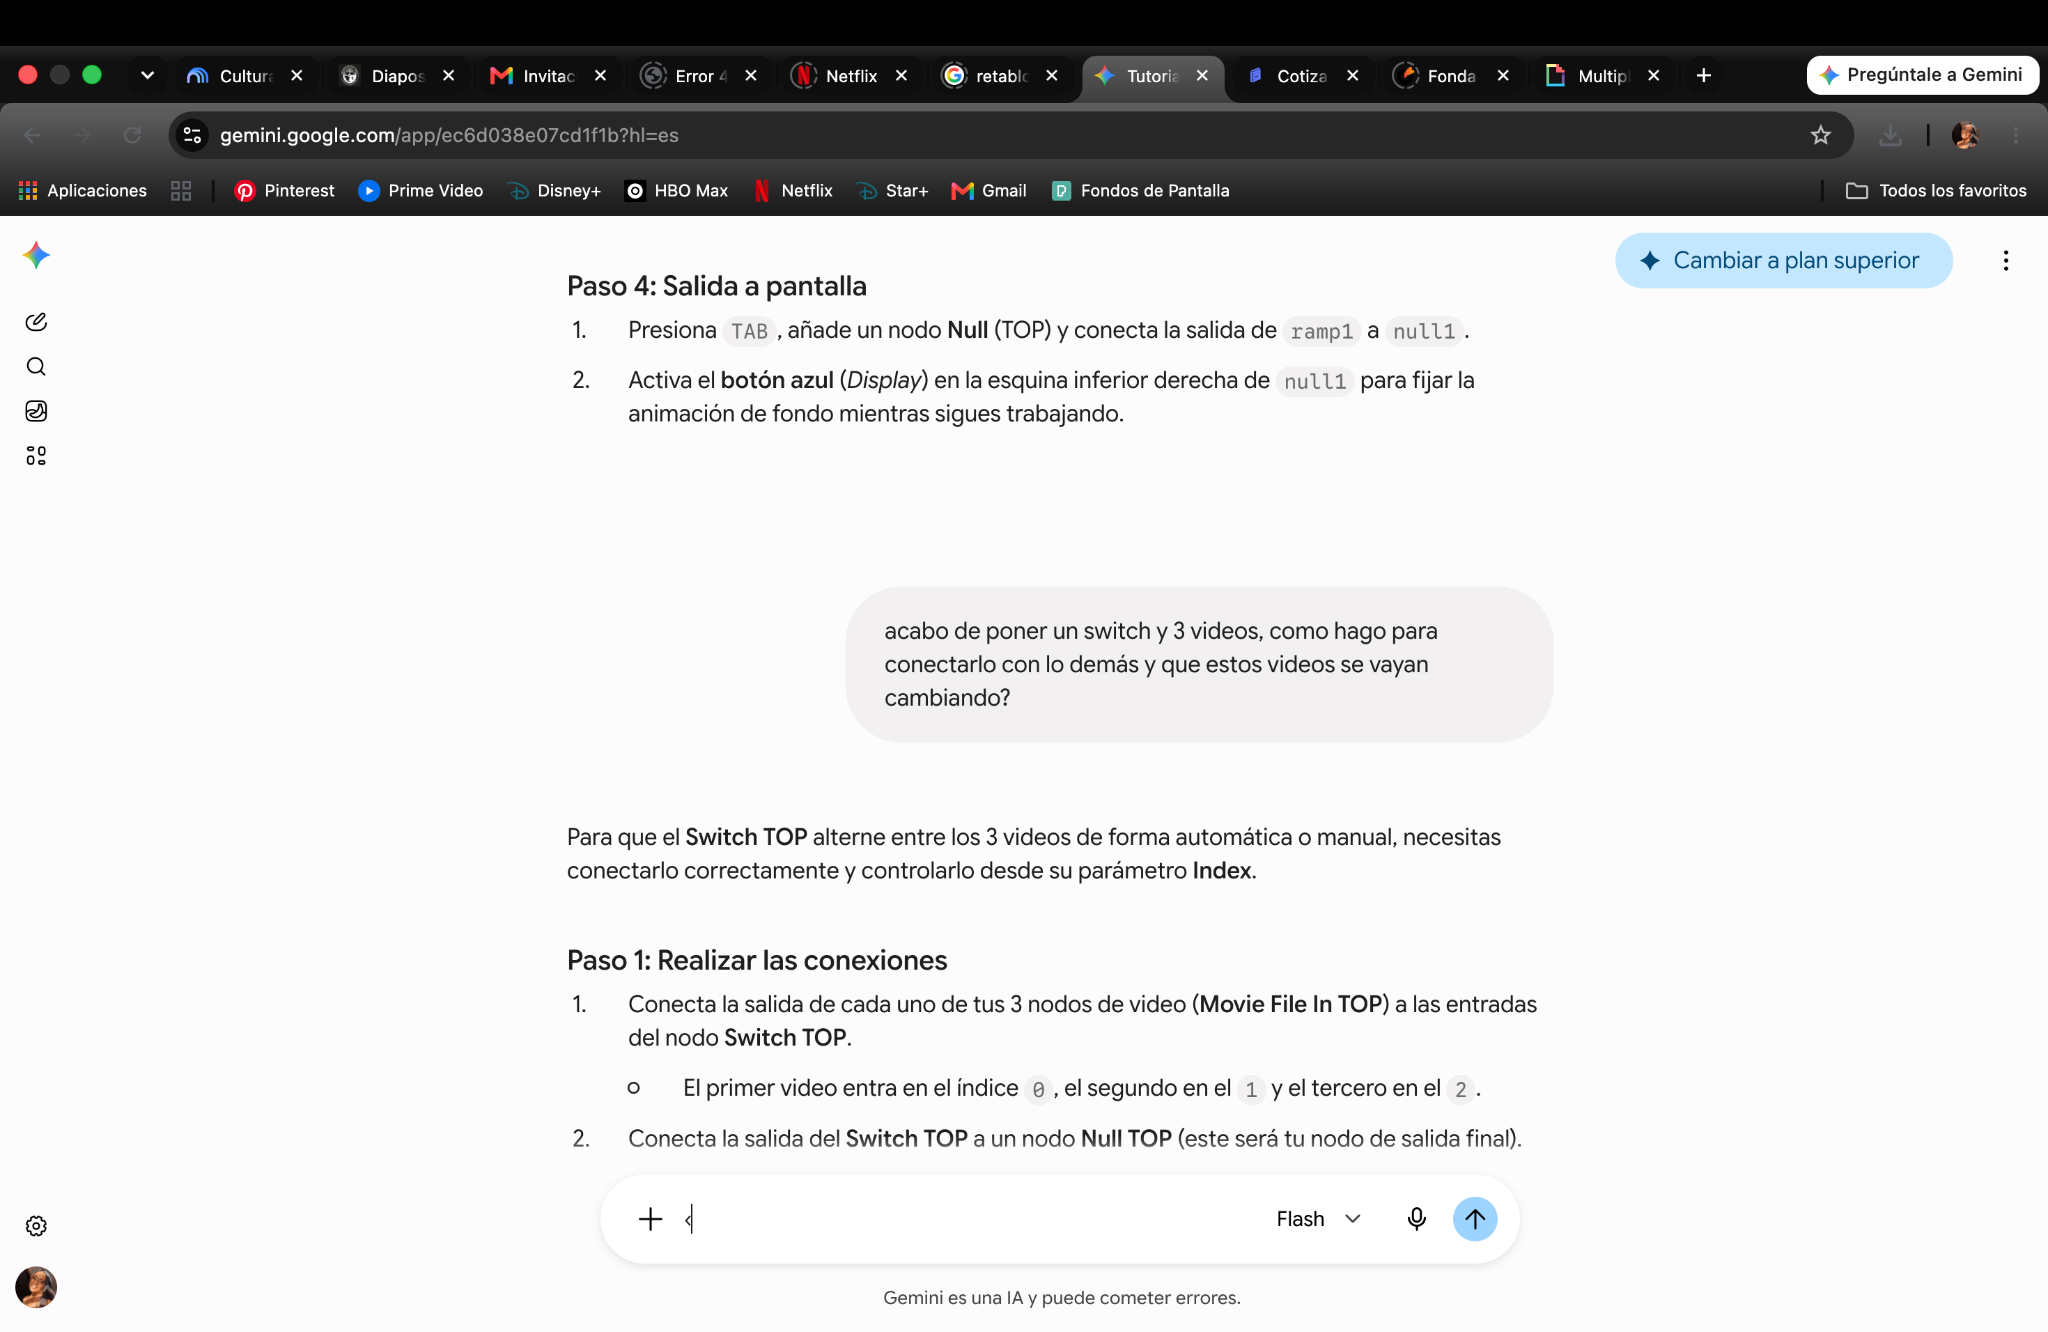 Cultura
Diapos
Invitac
Error 4
Netflix
retablo
Tutoria
Cotiza
Fonda
Multipl
Pregúntale a Gemini
gemini.google.com/app/ec6d038e07cd1f1b?hl=es
Aplicaciones
Pinterest
Prime Video
Disney+
HBO Max
Netflix
Star+
Gmail
Fondos de Pantalla
Todos los favoritos
Cambiar a plan superior
Paso 4: Salida a pantalla
1. Presiona TAB, añade un nodo Null (TOP) y conecta la salida de ramp1 a null1.
2. Activa el botón azul (Display) en la esquina inferior derecha de null1 para fijar la
animación de fondo mientras sigues trabajando.
acabo de poner un switch y 3 videos, como hago para
conectarlo con lo demás y que estos videos se vayan
cambiando?
Para que el Switch TOP alterne entre los 3 videos de forma automática o manual, necesitas
conectarlo correctamente y controlarlo desde su parámetro Index.
Paso 1: Realizar las conexiones
1. Conecta la salida de cada uno de tus 3 nodos de video (Movie File In TOP) a las entradas
del nodo Switch TOP.
El primer video entra en el índice 0, el segundo en el 1 y el tercero en el 2.
2. Conecta la salida del Switch TOP a un nodo Null TOP (este será tu nodo de salida final).
<
Flash
Gemini es una IA y puede cometer errores.